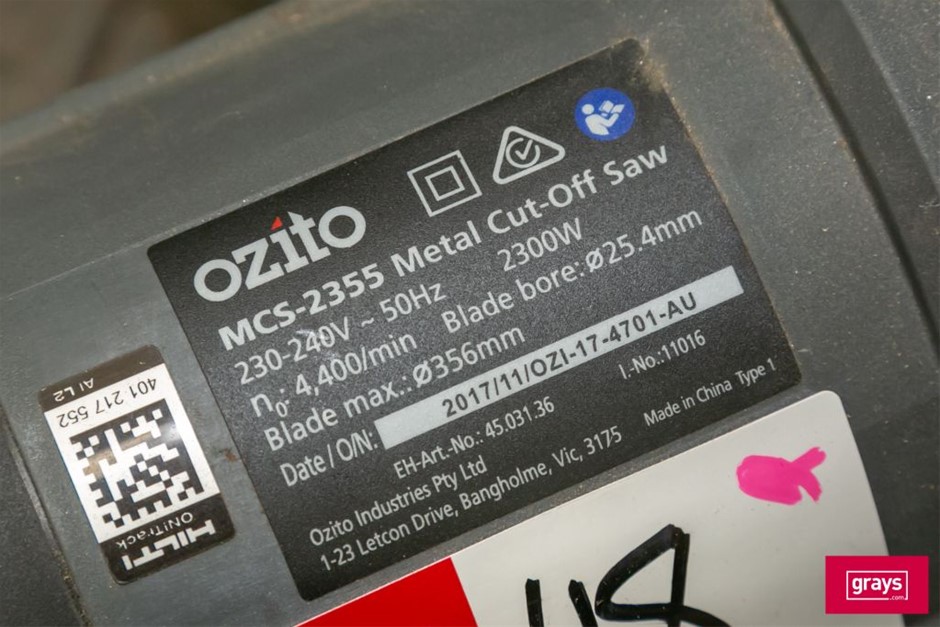 ozito
MCS-2355 Metal Cut-Off Saw
230-240V ~ 50Hz 2300W
n₀: 4,400/min Blade bore: ø25.4mm
Blade max.: ø356mm
Date / O/N: 2017/11/OZI-17-4701-AU
EH-Art.-No.: 45.031.36 I.-No.:11016
Ozito Industries Pty Ltd
1-23 Letcon Drive, Bangholme, Vic, 3175 Made in China Type 1
AI L2
401 217 552
ON!Track
HILTI
grays
.com